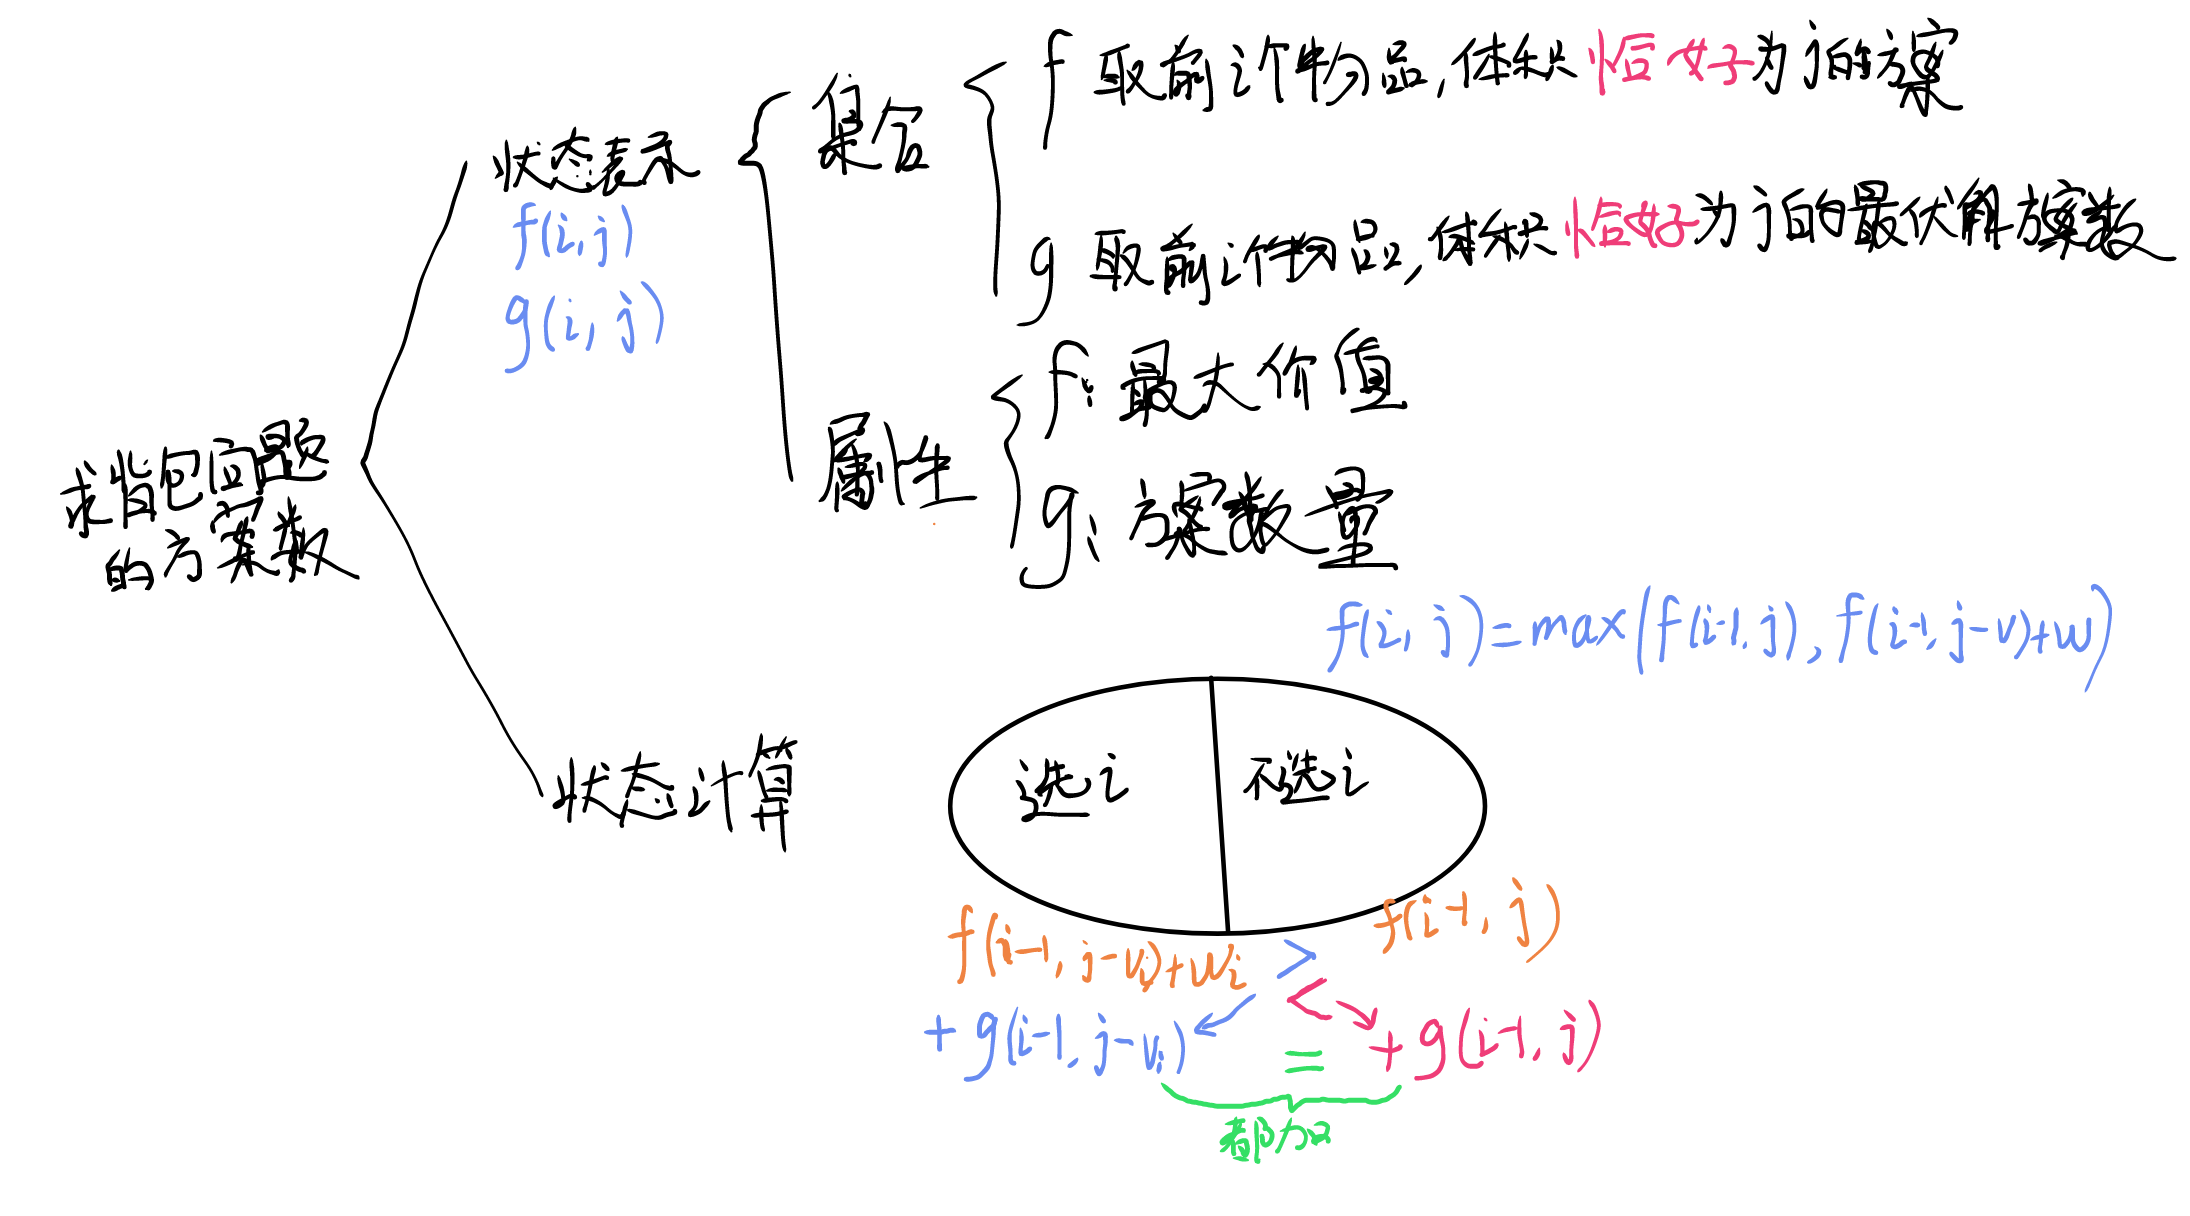 求背包问题
的方案数
状态表示
f(i,j)
g(i,j)
集合
f 取前i个物品,体积恰好为j的方案
g 取前i个物品,体积恰好为j的最优解方案数
属性
f: 最大价值
g: 方案数量
状态计算
f(i,j)=max(f(i-1,j),f(i-1,j-v)+w)
选i
不选i
f(i-1,j-vi)+wi
>
f(i-1,j)
<
+g(i-1,j-vi)
=
+g(i-1,j)
都加